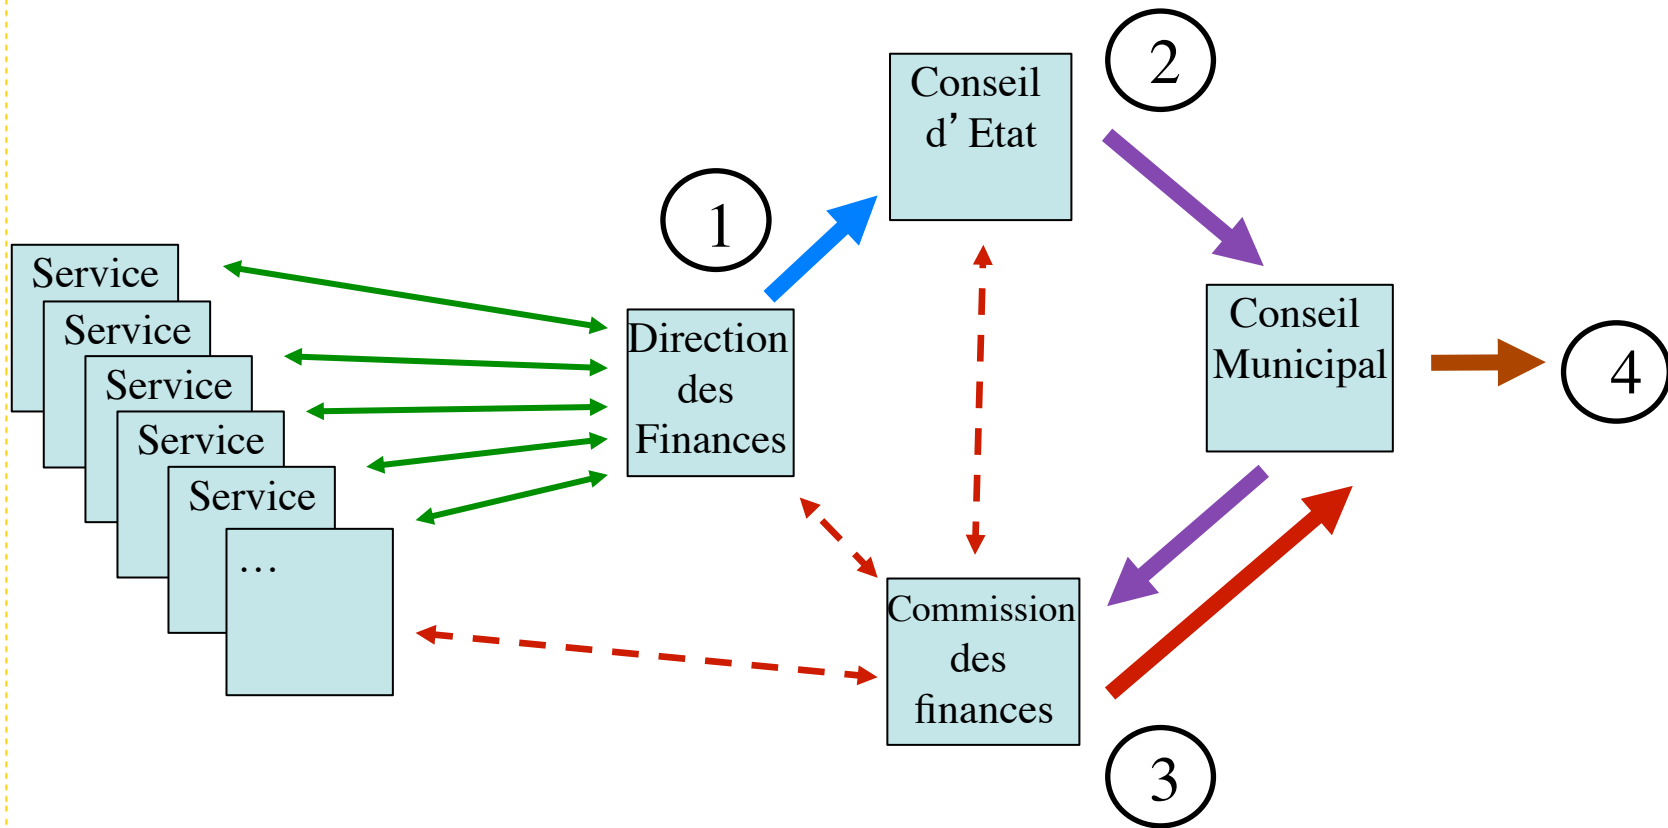 Service
Service
Service
Service
Service
…
1
Direction
des
Finances
Conseil
d’ Etat
2
Conseil
Municipal
4
Commission
des
finances
3